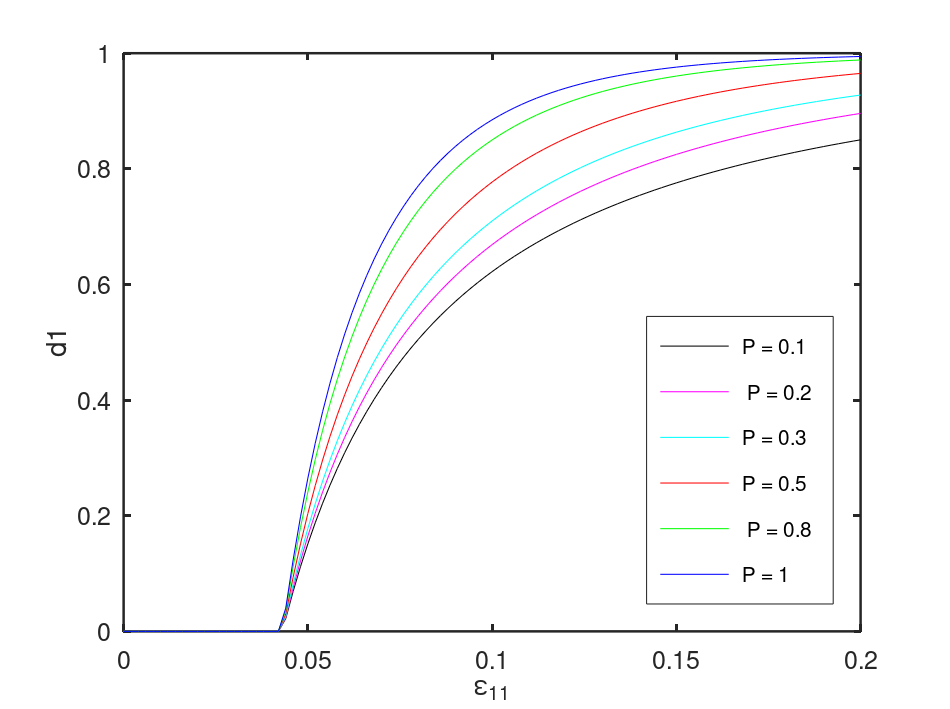 1
0.8
0.6
0.4
0.2
0
d1
P = 0.1
P = 0.2
P = 0.3
P = 0.5
P = 0.8
P = 1
0 0.05 0.1 0.15 0.2
ε11